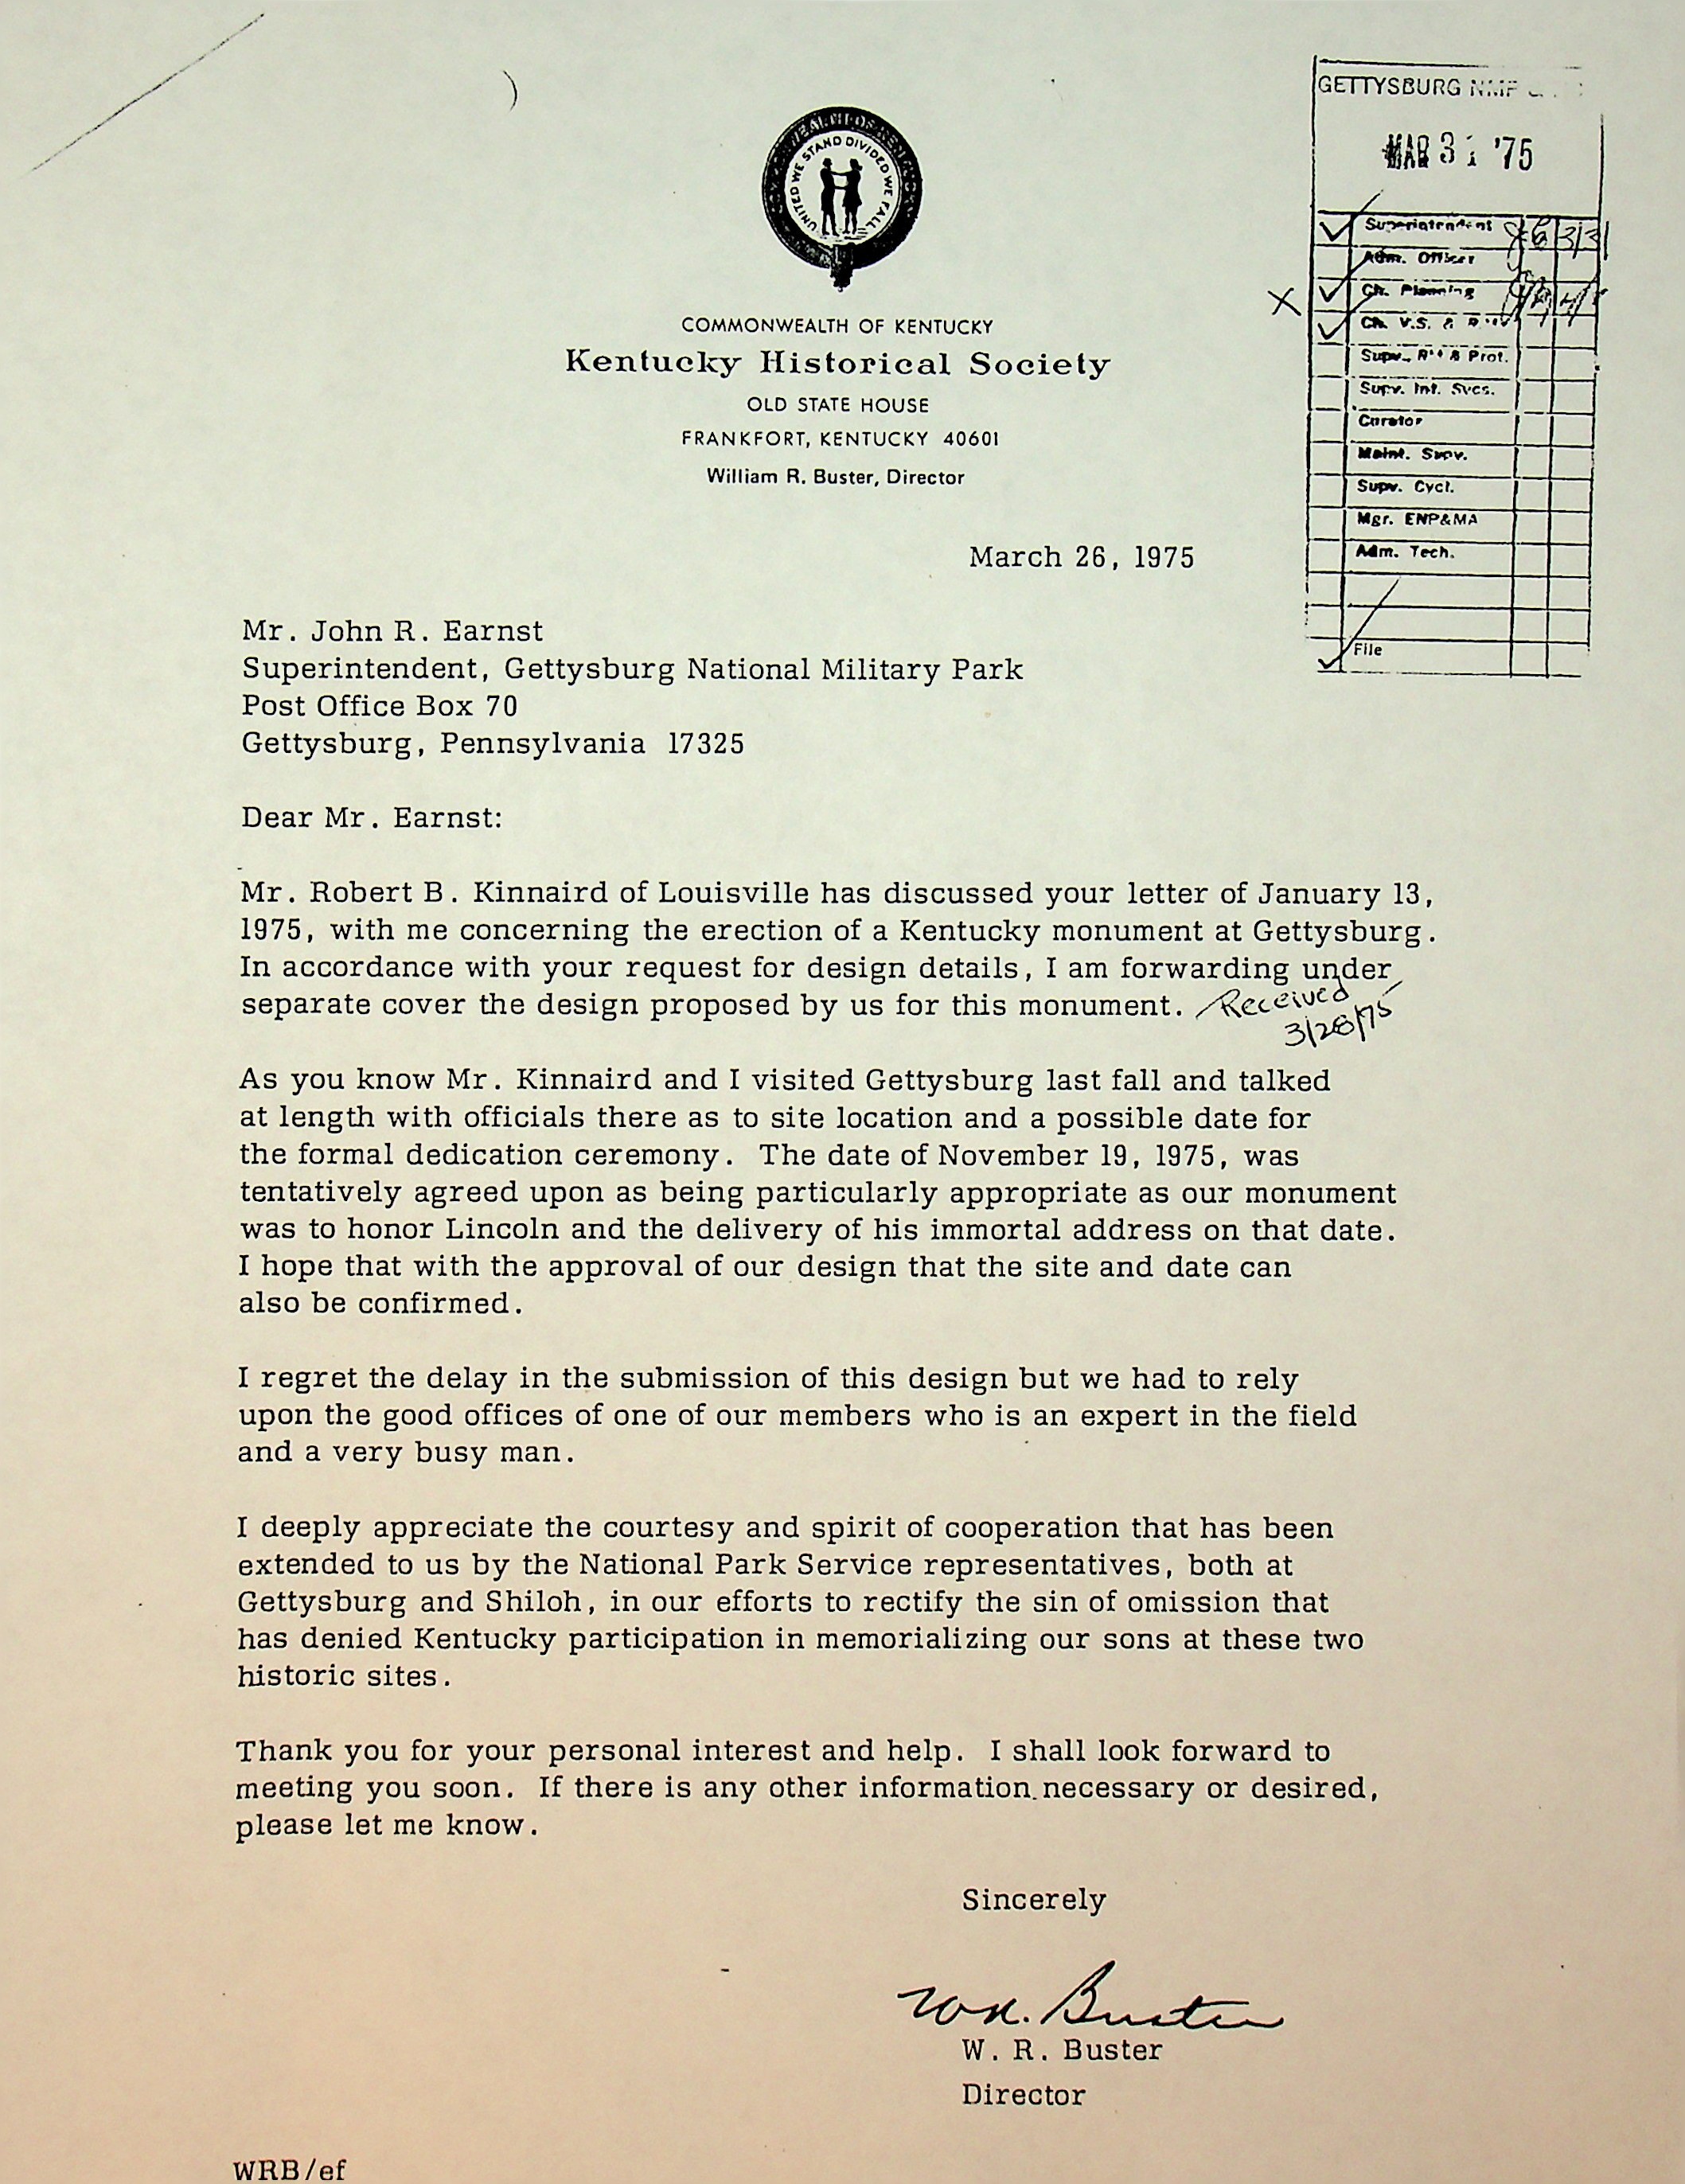 GETTYSBURG
MAR 31 '75
UNITED WE STAND DIVIDED WE FALL
COMMONWEALTH OF KENTUCKY
Kentucky Historical Society
OLD STATE HOUSE
FRANKFORT, KENTUCKY 40601
William R. Buster, Director
Superintendent
Adm. Officer
Ch. Planning
Ch. V.S. &
Supv., & Prot.
Supv. Int. Svcs.
Curator
Maint. Supv.
Supv. Cycl.
Mgr. ENP&MA
Adm. Tech.
File
March 26, 1975
Mr. John R. Earnst
Superintendent, Gettysburg National Military Park
Post Office Box 70
Gettysburg, Pennsylvania 17325
Dear Mr. Earnst:
Mr. Robert B. Kinnaird of Louisville has discussed your letter of January 13,
1975, with me concerning the erection of a Kentucky monument at Gettysburg.
In accordance with your request for design details, I am forwarding under
separate cover the design proposed by us for this monument. Received
3/28/75
As you know Mr. Kinnaird and I visited Gettysburg last fall and talked
at length with officials there as to site location and a possible date for
the formal dedication ceremony. The date of November 19, 1975, was
tentatively agreed upon as being particularly appropriate as our monument
was to honor Lincoln and the delivery of his immortal address on that date.
I hope that with the approval of our design that the site and date can
also be confirmed.
I regret the delay in the submission of this design but we had to rely
upon the good offices of one of our members who is an expert in the field
and a very busy man.
I deeply appreciate the courtesy and spirit of cooperation that has been
extended to us by the National Park Service representatives, both at
Gettysburg and Shiloh, in our efforts to rectify the sin of omission that
has denied Kentucky participation in memorializing our sons at these two
historic sites.
Thank you for your personal interest and help. I shall look forward to
meeting you soon. If there is any other information necessary or desired,
please let me know.
Sincerely
W.R. Buster
W. R. Buster
Director
WRB/ef